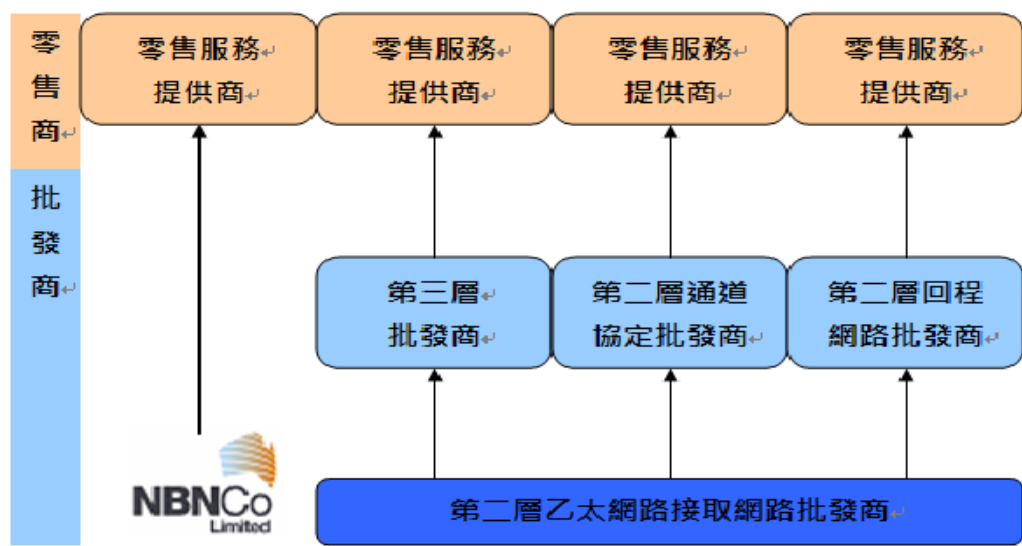 零
售
商
零售服務
提供商
零售服務
提供商
零售服務
提供商
零售服務
提供商
批
發
商
第三層
批發商
第二層通道
協定批發商
第二層回程
網路批發商
NBNCo
Limited
第二層乙太網路接取網路批發商